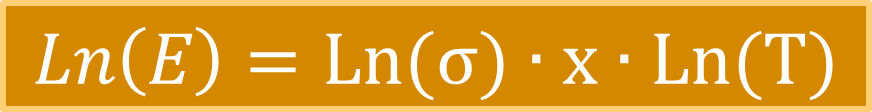 Ln(E) = Ln(σ) · x · Ln(T)